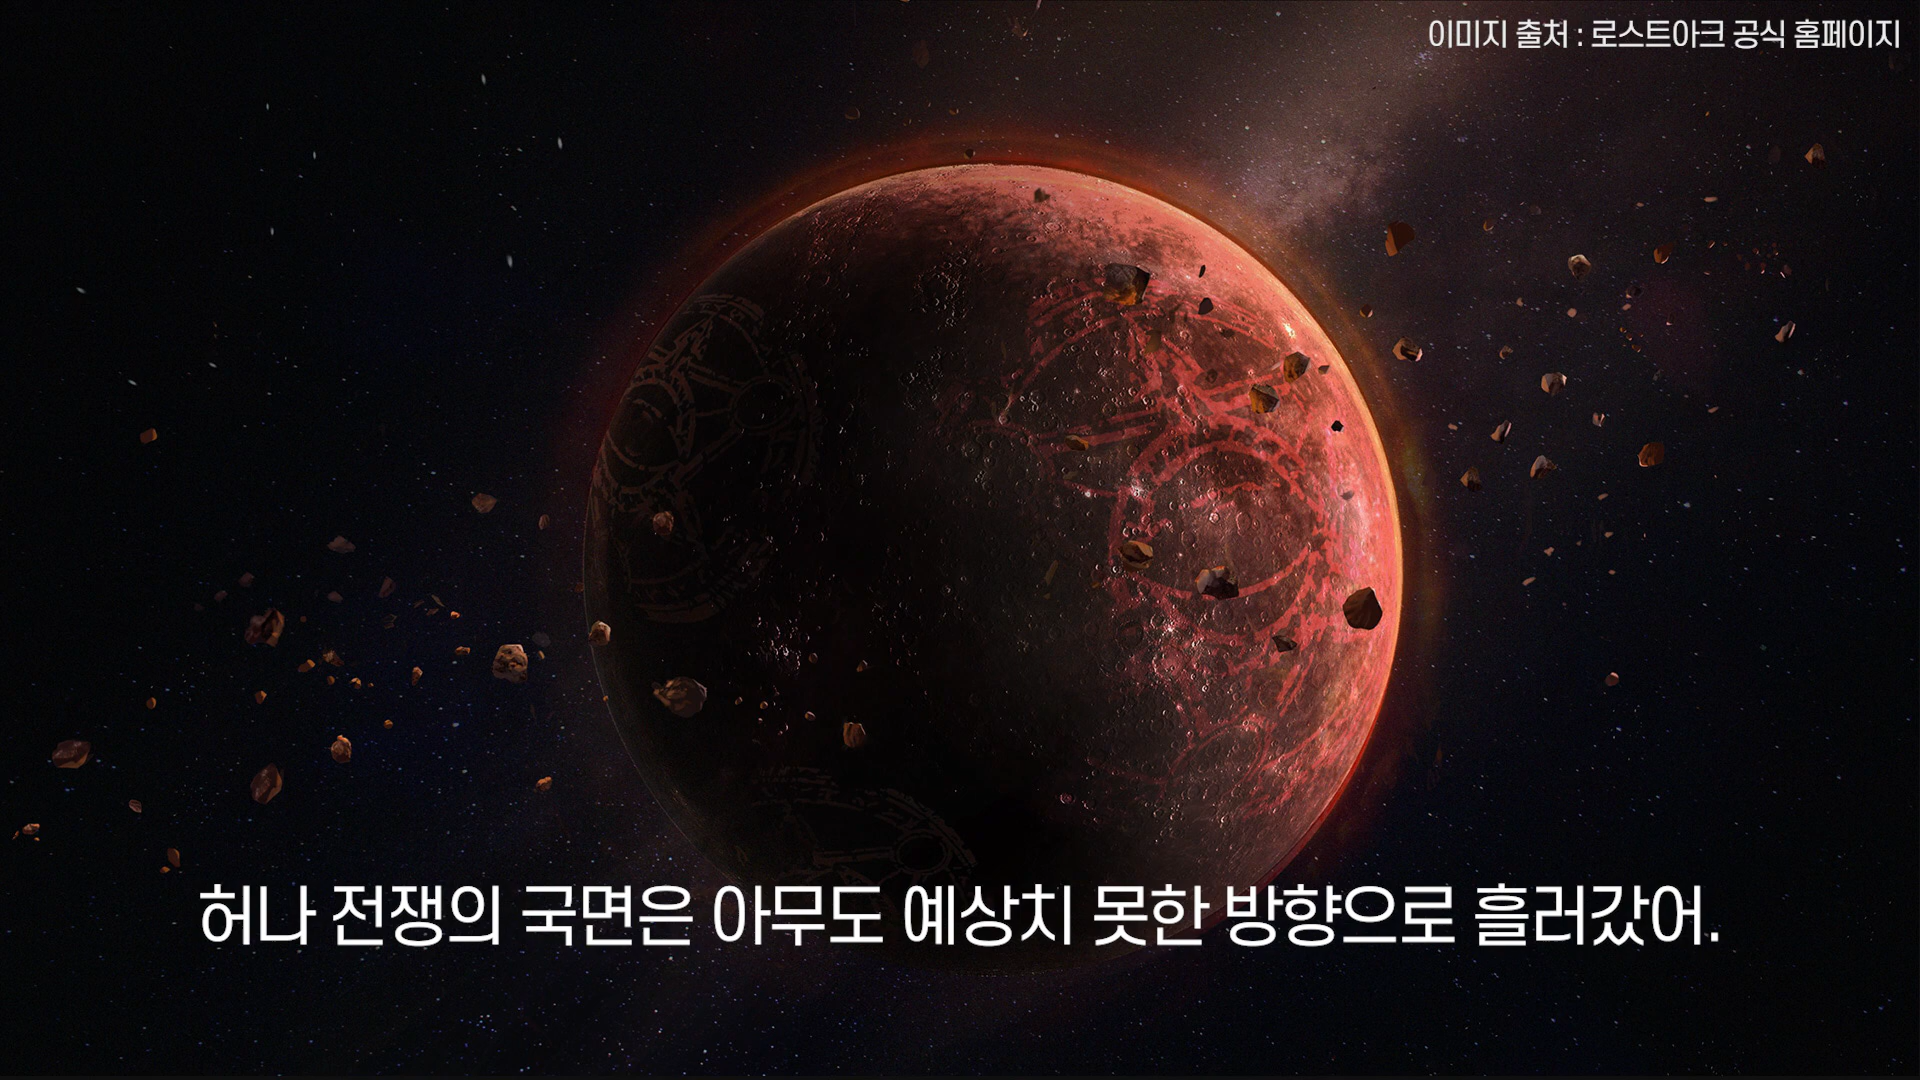 이미지 출처 : 로스트아크 공식 홈페이지
허나 전쟁의 국면은 아무도 예상치 못한 방향으로 흘러갔어.